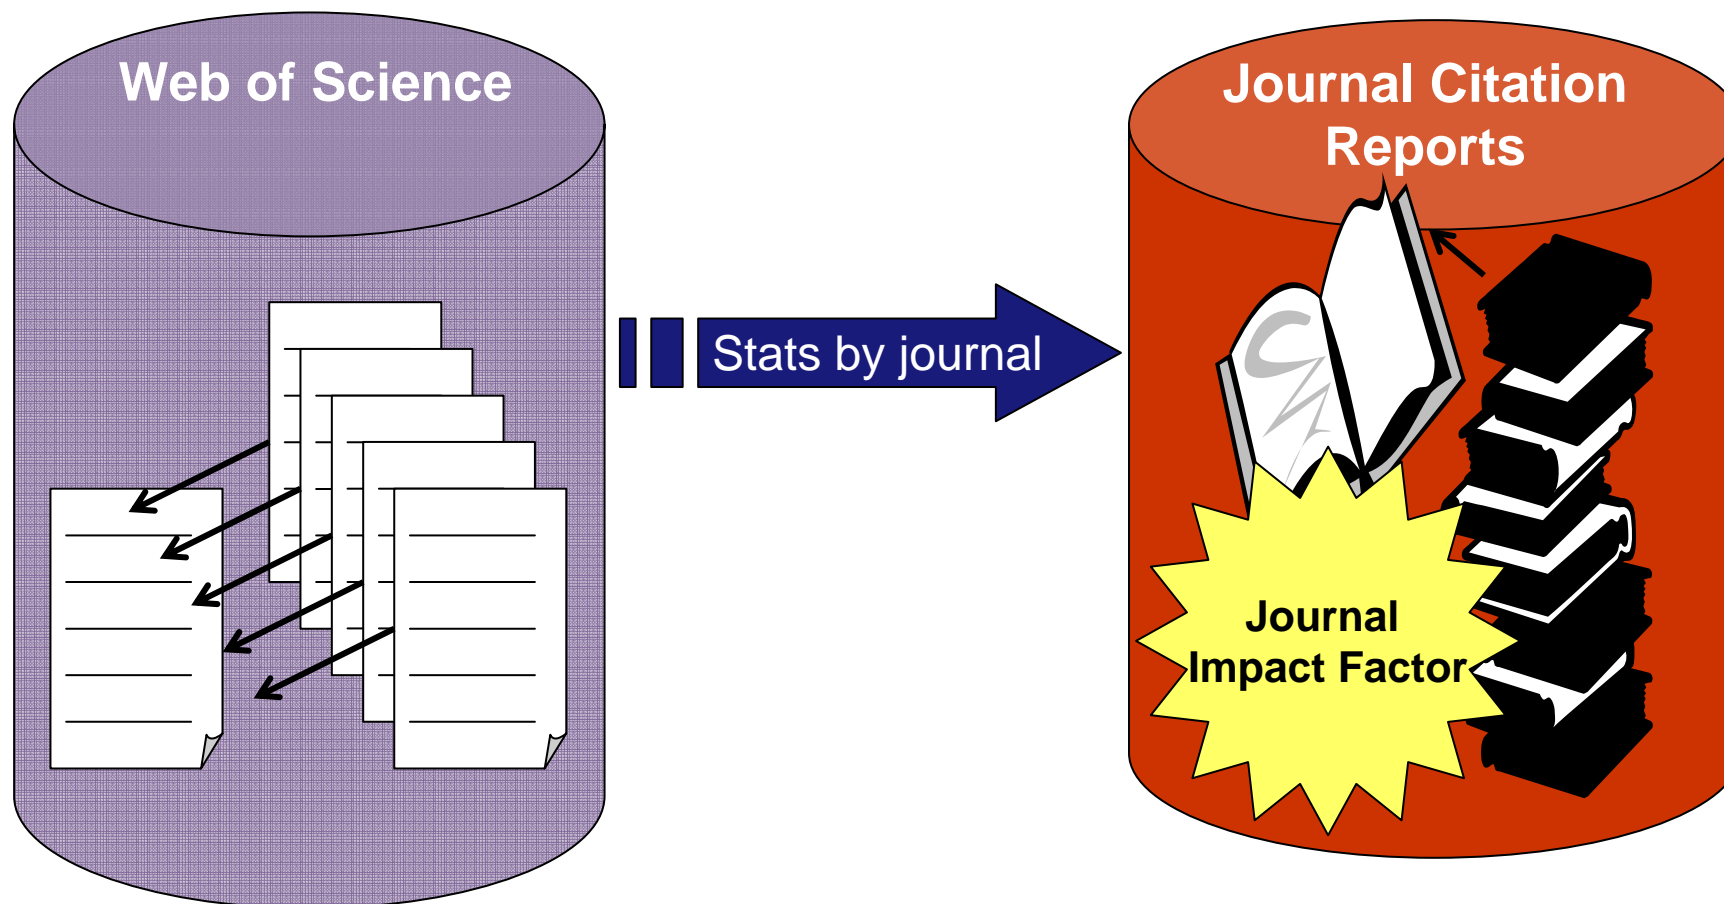 Web of Science
Journal Citation
Reports
Stats by journal
Journal
Impact Factor